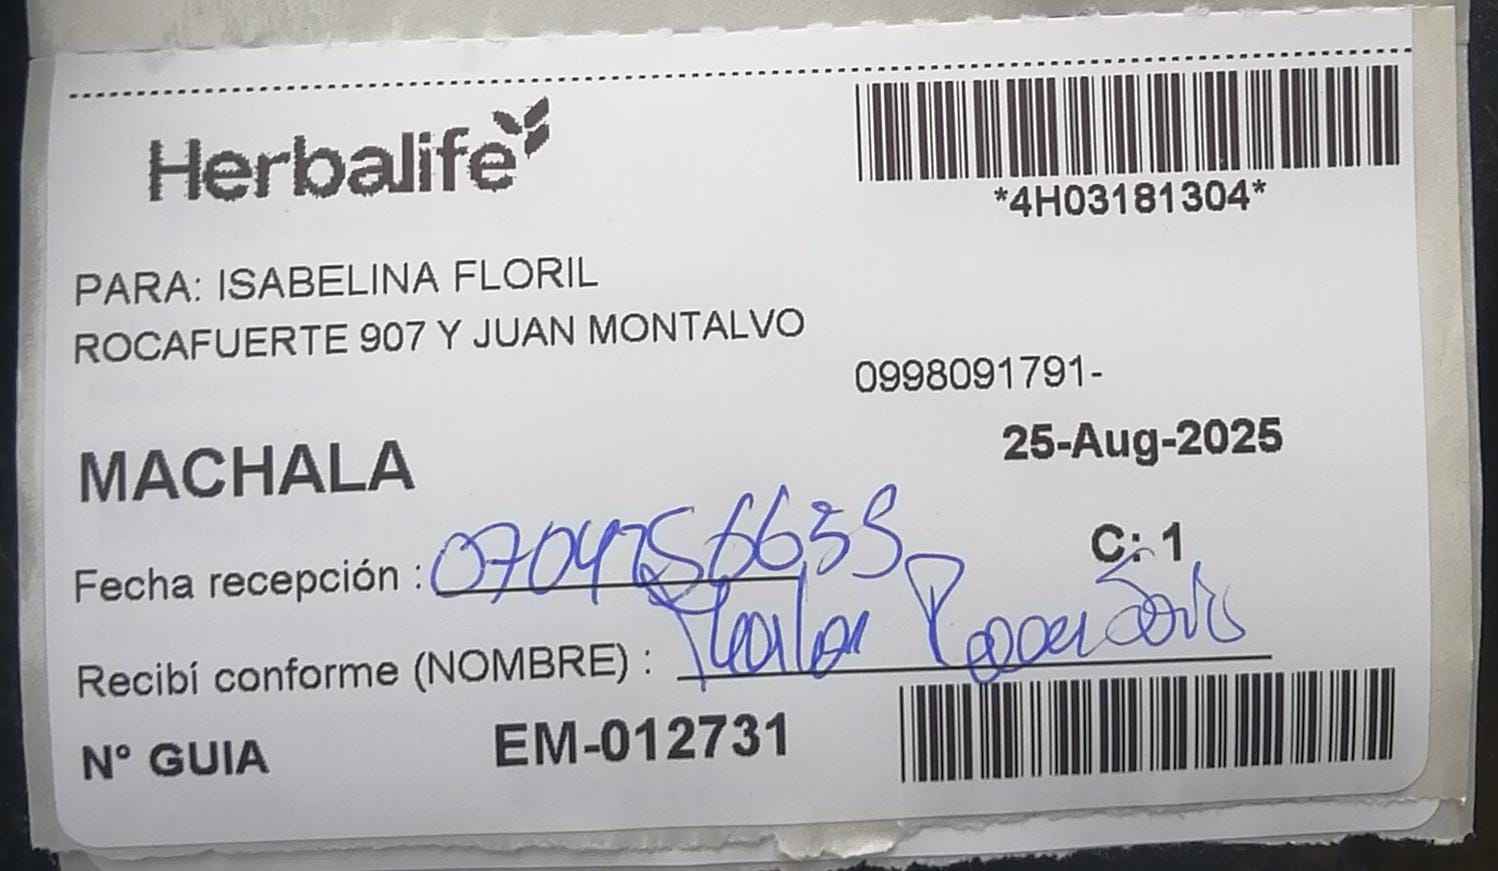 Herbalife
*4H03181304*
PARA: ISABELINA FLORIL
ROCAFUERTE 907 Y JUAN MONTALVO
0998091791-
25-Aug-2025
MACHALA
C: 1
Fecha recepción :
Recibí conforme (NOMBRE) :
N° GUIA EM-012731